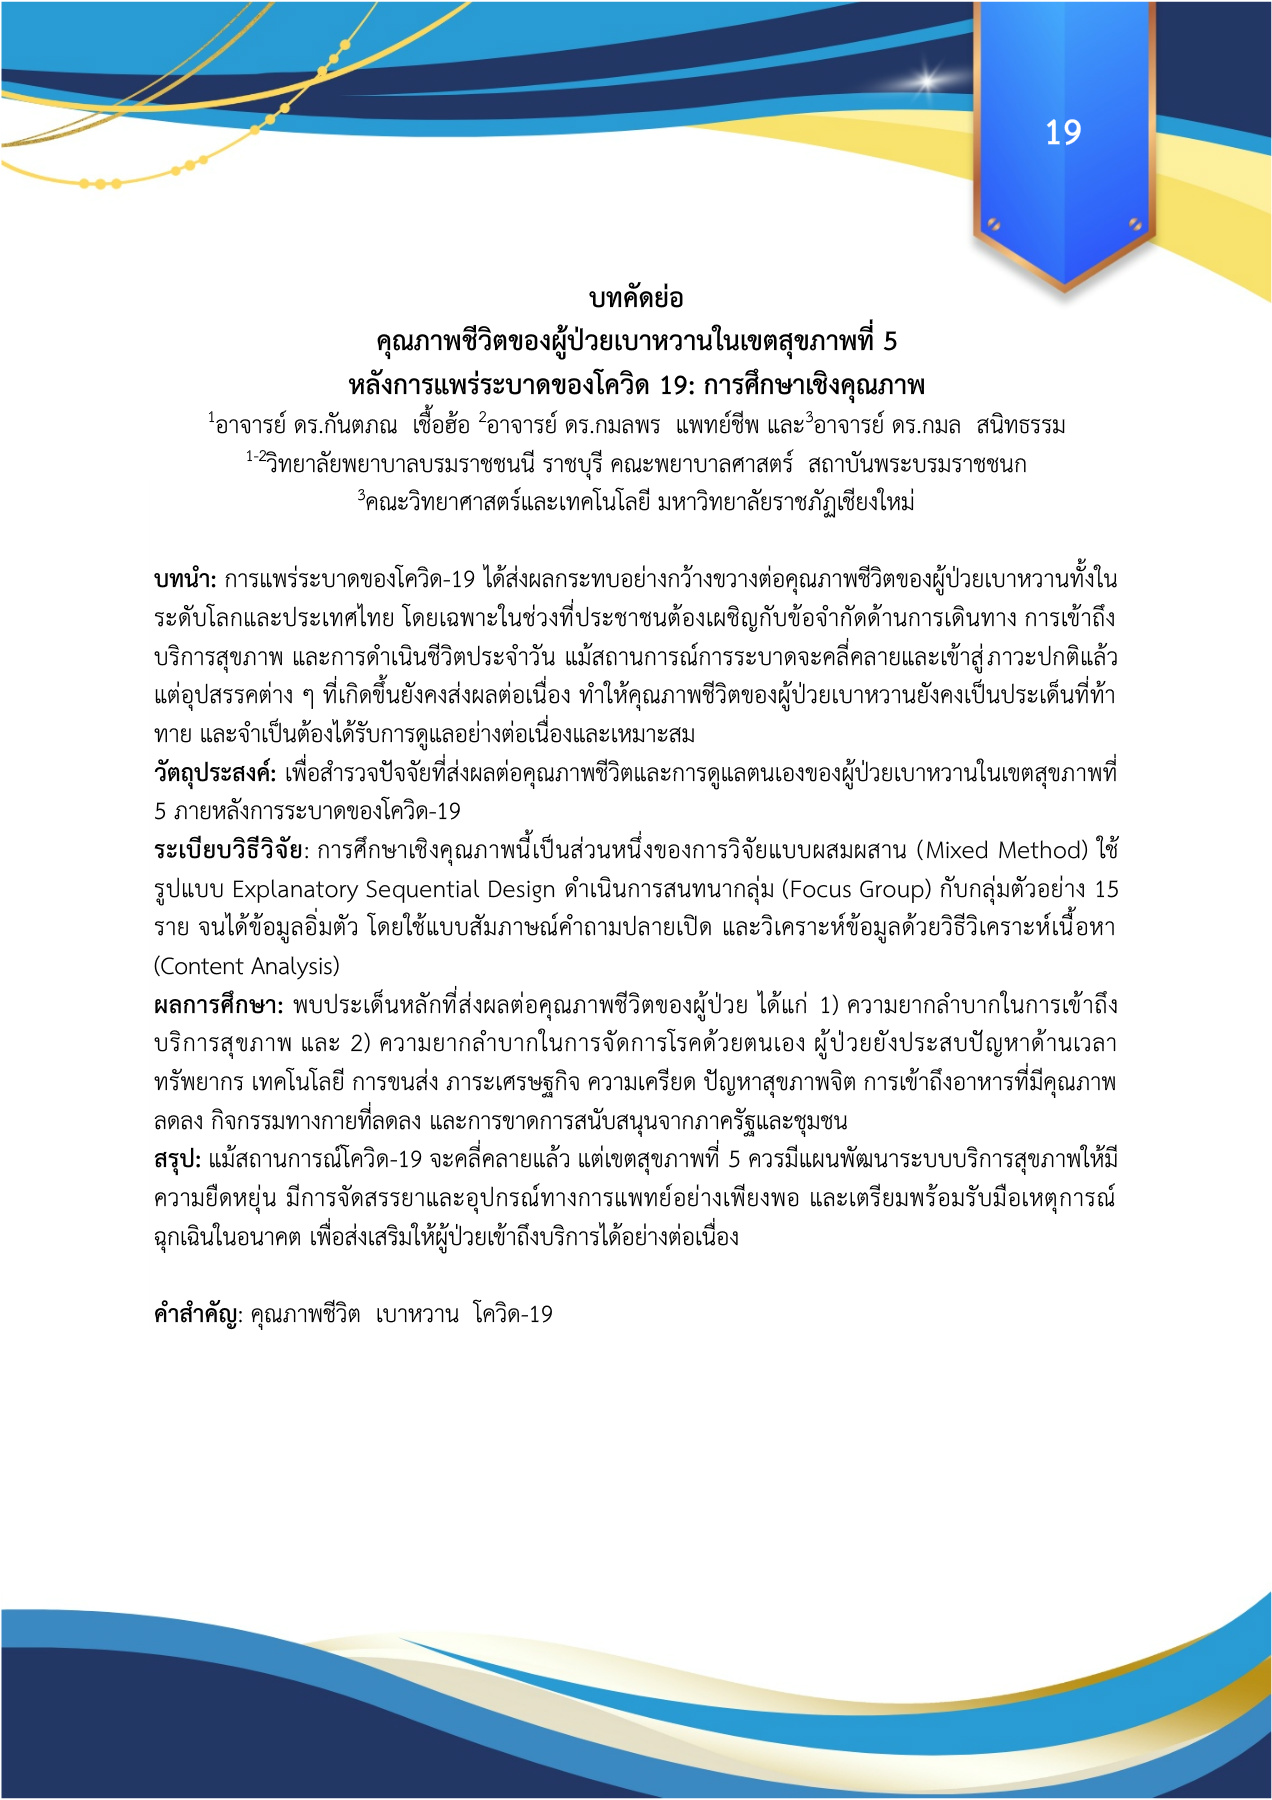 19
บทคัดย่อ
คุณภาพชีวิตของผู้ป่วยเบาหวานในเขตสุขภาพที่ 5
หลังการแพร่ระบาดของโควิด 19: การศึกษาเชิงคุณภาพ
¹อาจารย์ ดร.กันตภณ เชื้อฮ้อ ²อาจารย์ ดร.กมลพร แพทย์ชีพ และ³อาจารย์ ดร.กมล สนิทธรรม
¹⁻²วิทยาลัยพยาบาลบรมราชชนนี ราชบุรี คณะพยาบาลศาสตร์ สถาบันพระบรมราชชนก
³คณะวิทยาศาสตร์และเทคโนโลยี มหาวิทยาลัยราชภัฏเชียงใหม่
บทนำ: การแพร่ระบาดของโควิด-19 ได้ส่งผลกระทบอย่างกว้างขวางต่อคุณภาพชีวิตของผู้ป่วยเบาหวานทั้งใน
ระดับโลกและประเทศไทย โดยเฉพาะในช่วงที่ประชาชนต้องเผชิญกับข้อจำกัดด้านการเดินทาง การเข้าถึง
บริการสุขภาพ และการดำเนินชีวิตประจำวัน แม้สถานการณ์การระบาดจะคลี่คลายและเข้าสู่ภาวะปกติแล้ว
แต่อุปสรรคต่าง ๆ ที่เกิดขึ้นยังคงส่งผลต่อเนื่อง ทำให้คุณภาพชีวิตของผู้ป่วยเบาหวานยังคงเป็นประเด็นที่ท้า
ทาย และจำเป็นต้องได้รับการดูแลอย่างต่อเนื่องและเหมาะสม
วัตถุประสงค์: เพื่อสำรวจปัจจัยที่ส่งผลต่อคุณภาพชีวิตและการดูแลตนเองของผู้ป่วยเบาหวานในเขตสุขภาพที่
5 ภายหลังการระบาดของโควิด-19
ระเบียบวิธีวิจัย: การศึกษาเชิงคุณภาพนี้เป็นส่วนหนึ่งของการวิจัยแบบผสมผสาน (Mixed Method) ใช้
รูปแบบ Explanatory Sequential Design ดำเนินการสนทนากลุ่ม (Focus Group) กับกลุ่มตัวอย่าง 15
ราย จนได้ข้อมูลอิ่มตัว โดยใช้แบบสัมภาษณ์คำถามปลายเปิด และวิเคราะห์ข้อมูลด้วยวิธีวิเคราะห์เนื้อหา
(Content Analysis)
ผลการศึกษา: พบประเด็นหลักที่ส่งผลต่อคุณภาพชีวิตของผู้ป่วย ได้แก่ 1) ความยากลำบากในการเข้าถึง
บริการสุขภาพ และ 2) ความยากลำบากในการจัดการโรคด้วยตนเอง ผู้ป่วยยังประสบปัญหาด้านเวลา
ทรัพยากร เทคโนโลยี การขนส่ง ภาระเศรษฐกิจ ความเครียด ปัญหาสุขภาพจิต การเข้าถึงอาหารที่มีคุณภาพ
ลดลง กิจกรรมทางกายที่ลดลง และการขาดการสนับสนุนจากภาครัฐและชุมชน
สรุป: แม้สถานการณ์โควิด-19 จะคลี่คลายแล้ว แต่เขตสุขภาพที่ 5 ควรมีแผนพัฒนาระบบบริการสุขภาพให้มี
ความยืดหยุ่น มีการจัดสรรยาและอุปกรณ์ทางการแพทย์อย่างเพียงพอ และเตรียมพร้อมรับมือเหตุการณ์
ฉุกเฉินในอนาคต เพื่อส่งเสริมให้ผู้ป่วยเข้าถึงบริการได้อย่างต่อเนื่อง
คำสำคัญ: คุณภาพชีวิต เบาหวาน โควิด-19